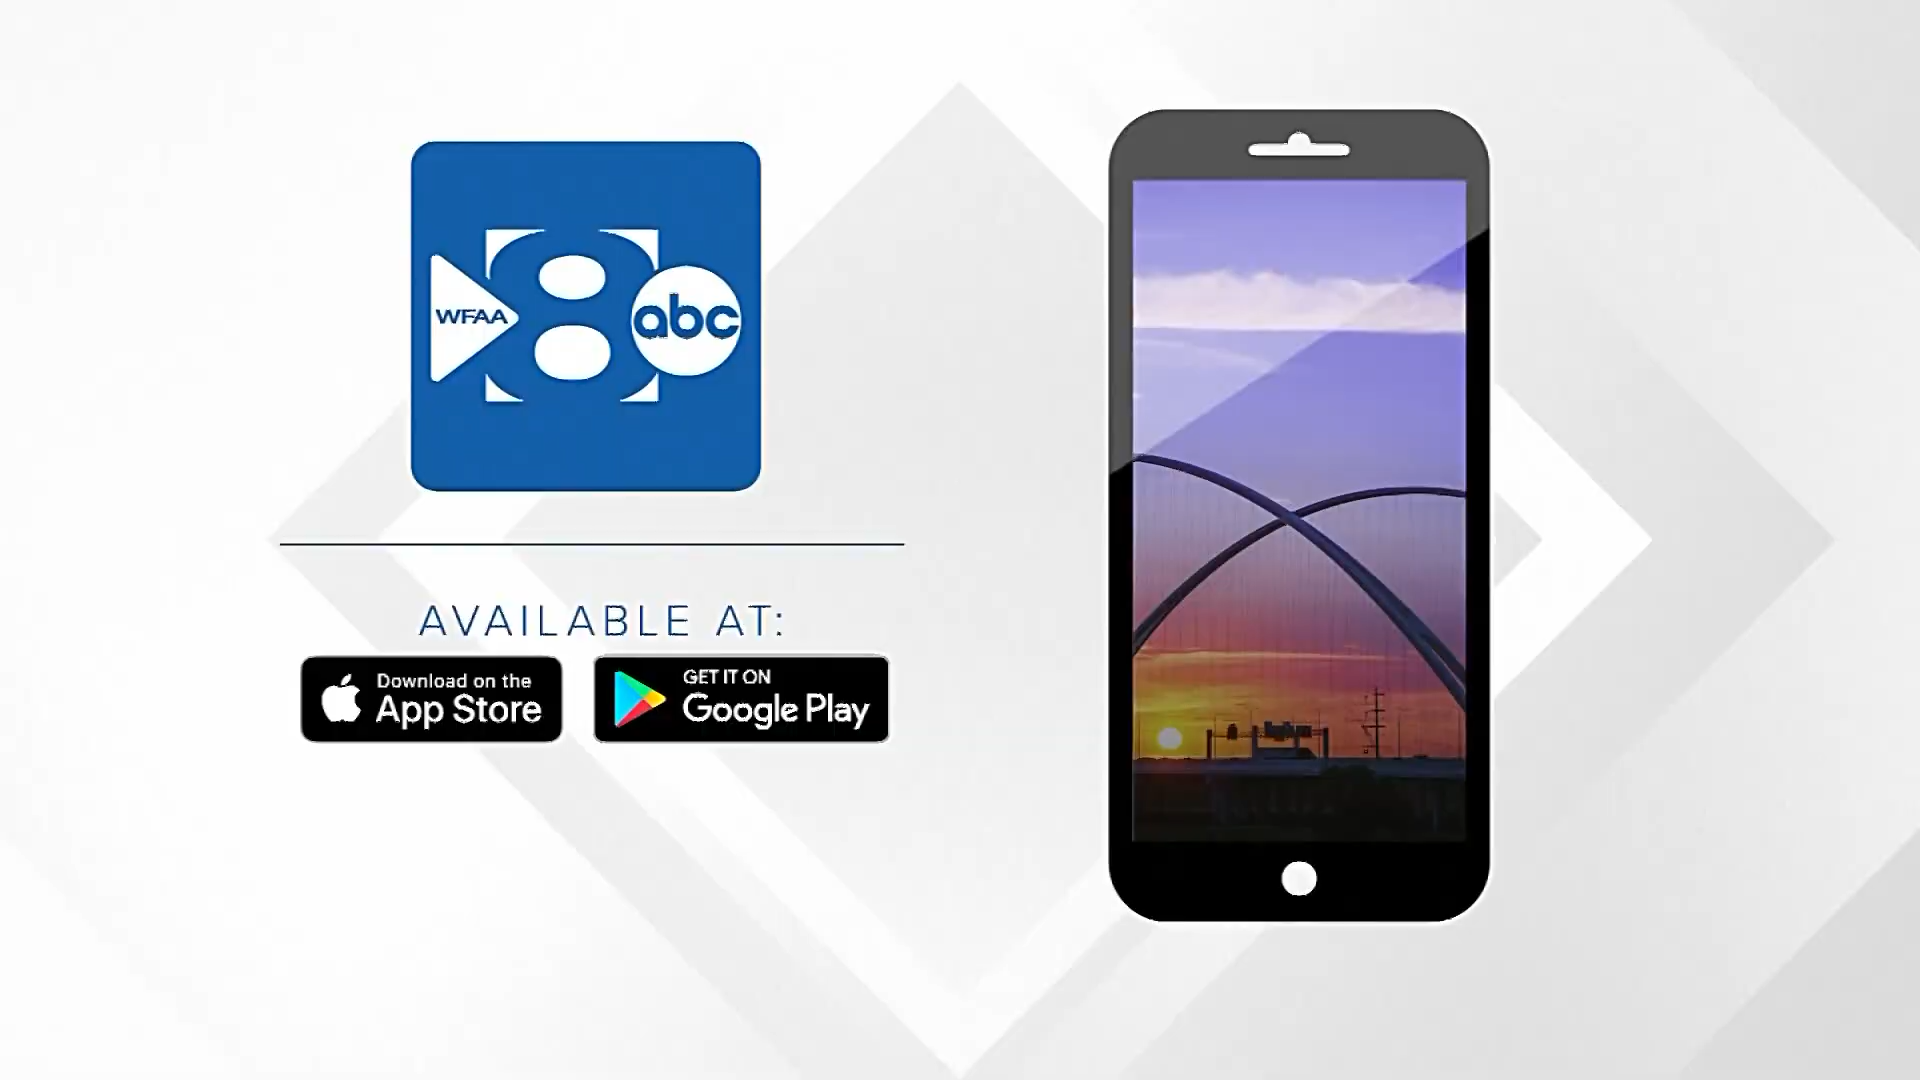 WFAA
8
abc
AVAILABLE AT:
Download on the
App Store
GET IT ON
Google Play